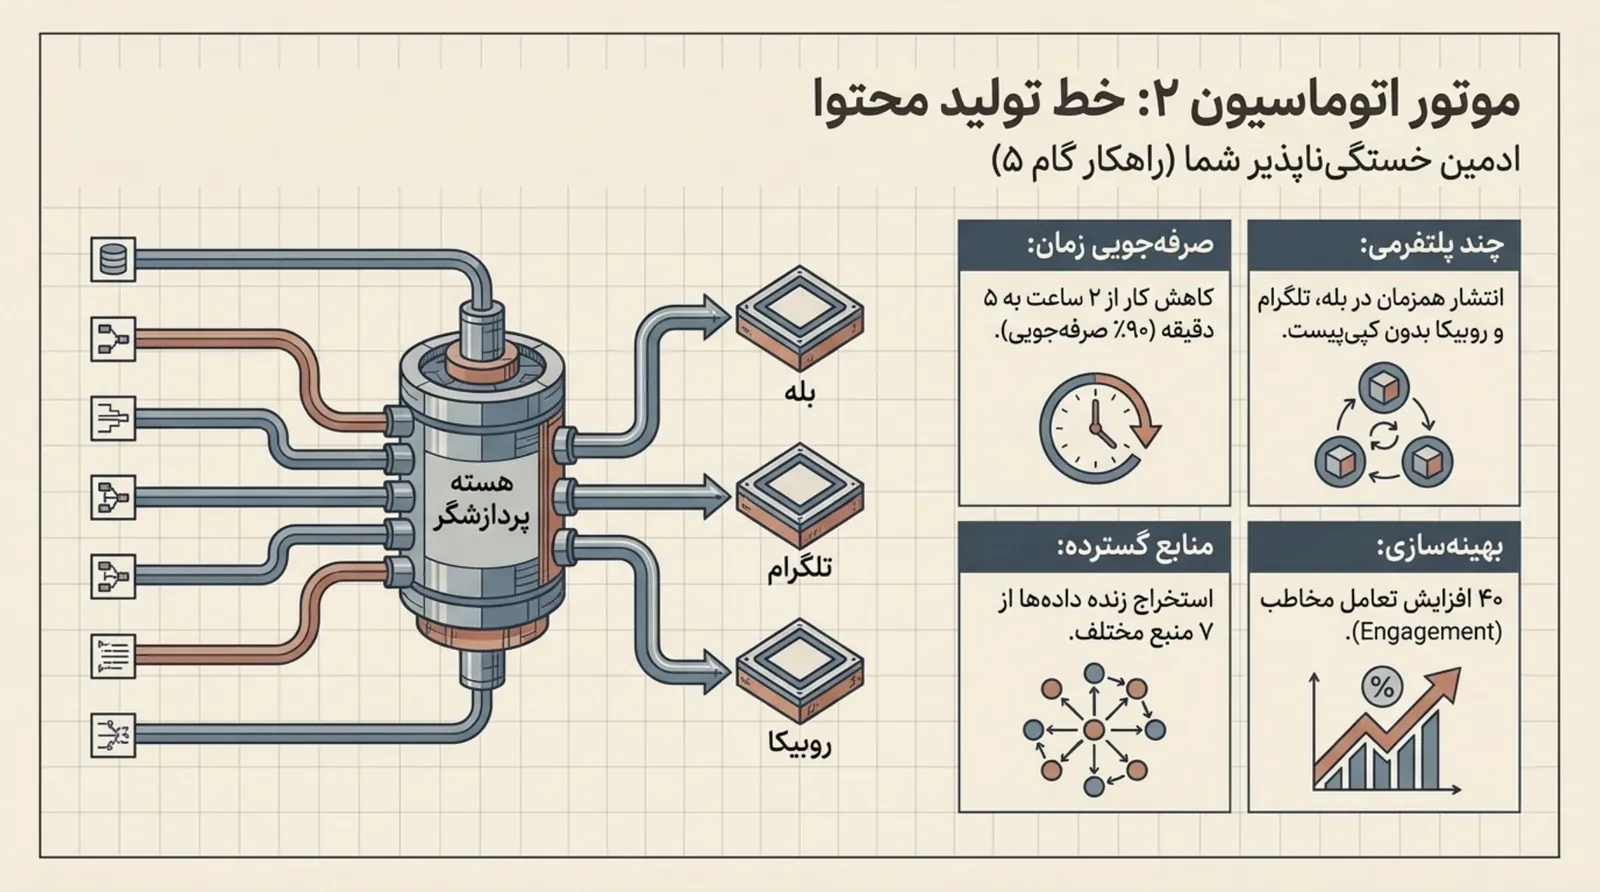 موتور اتوماسیون ۲: خط تولید محتوا
ادمین خستگی‌ناپذیر شما (راهکار گام ۵)
چند پلتفرمی:
انتشار همزمان در بله، تلگرام
و روبیکا بدون کپی‌پیست.
صرفه‌جویی زمان:
کاهش کار از ۲ ساعت به ۵
دقیقه (۹۰٪ صرفه‌جویی).
بهینه‌سازی:
۴۰ افزایش تعامل مخاطب
(Engagement).
%
منابع گسترده:
استخراج زنده داده‌ها از
۷ منبع مختلف.
هسته
پردازشگر
بله
تلگرام
روبیکا